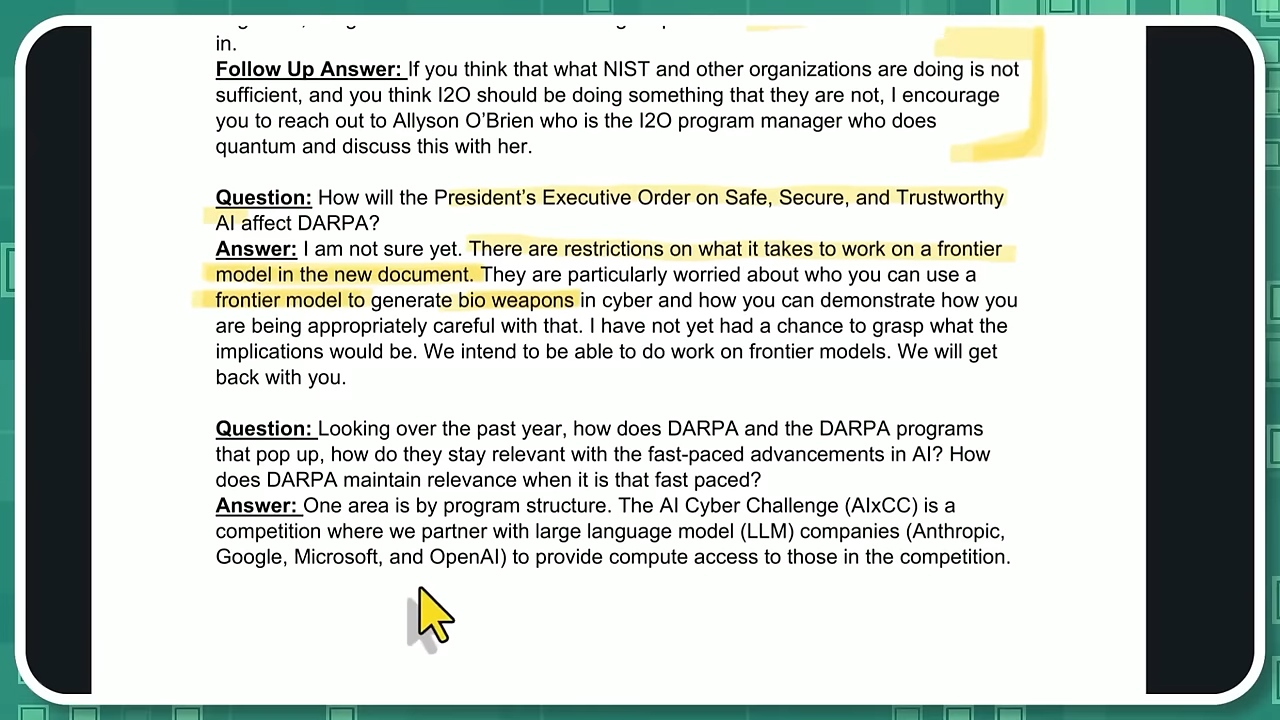 in.
Follow Up Answer: If you think that what NIST and other organizations are doing is not
sufficient, and you think I2O should be doing something that they are not, I encourage
you to reach out to Allyson O’Brien who is the I2O program manager who does
quantum and discuss this with her.
Question: How will the President’s Executive Order on Safe, Secure, and Trustworthy
AI affect DARPA?
Answer: I am not sure yet. There are restrictions on what it takes to work on a frontier
model in the new document. They are particularly worried about who you can use a
frontier model to generate bio weapons in cyber and how you can demonstrate how you
are being appropriately careful with that. I have not yet had a chance to grasp what the
implications would be. We intend to be able to do work on frontier models. We will get
back with you.
Question: Looking over the past year, how does DARPA and the DARPA programs
that pop up, how do they stay relevant with the fast-paced advancements in AI? How
does DARPA maintain relevance when it is that fast paced?
Answer: One area is by program structure. The AI Cyber Challenge (AIxCC) is a
competition where we partner with large language model (LLM) companies (Anthropic,
Google, Microsoft, and OpenAI) to provide compute access to those in the competition.